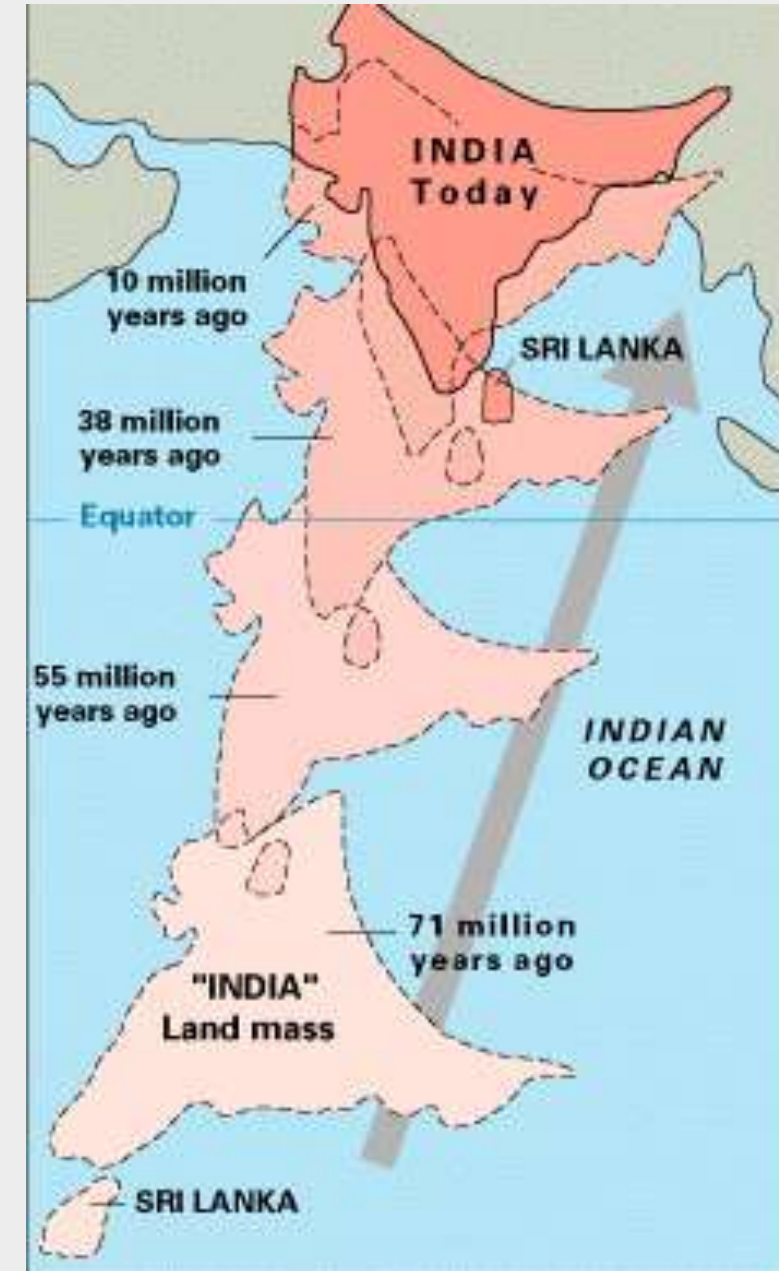 INDIA
Today
10 million
years ago
SRI LANKA
38 million
years ago
Equator
55 million
years ago
INDIAN
OCEAN
71 million
years ago
"INDIA"
Land mass
SRI LANKA